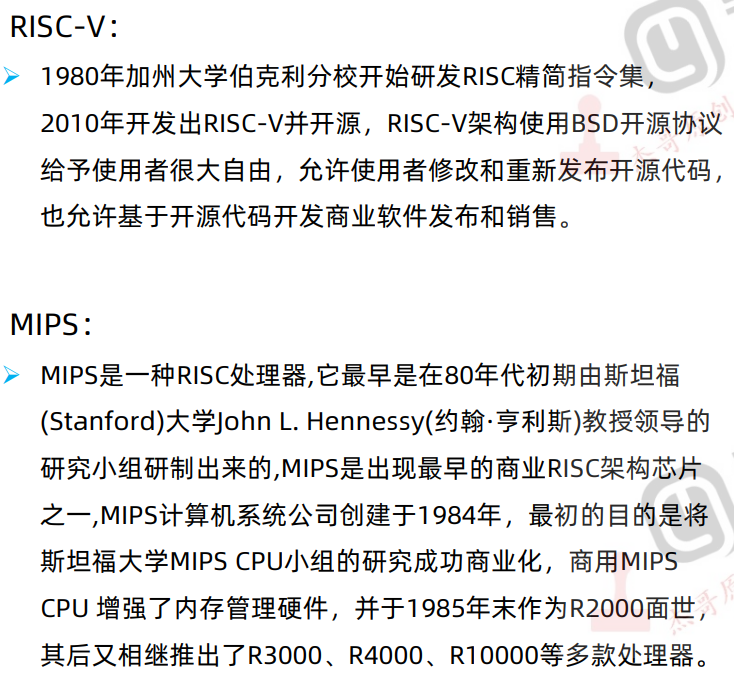 RISC-V：
1980年加州大学伯克利分校开始研发RISC精简指令集，
2010年开发出RISC-V并开源，RISC-V架构使用BSD开源协议
给予使用者很大自由，允许使用者修改和重新发布开源代码，
也允许基于开源代码开发商业软件发布和销售。
MIPS：
MIPS是一种RISC处理器,它最早是在80年代初期由斯坦福
(Stanford)大学John L. Hennessy(约翰·亨利斯)教授领导的
研究小组研制出来的,MIPS是出现最早的商业RISC架构芯片
之一,MIPS计算机系统公司创建于1984年，最初的目的是将
斯坦福大学MIPS CPU小组的研究成功商业化，商用MIPS
CPU 增强了内存管理硬件，并于1985年末作为R2000面世，
其后又相继推出了R3000、R4000、R10000等多款处理器。
杰哥原创
杰哥原